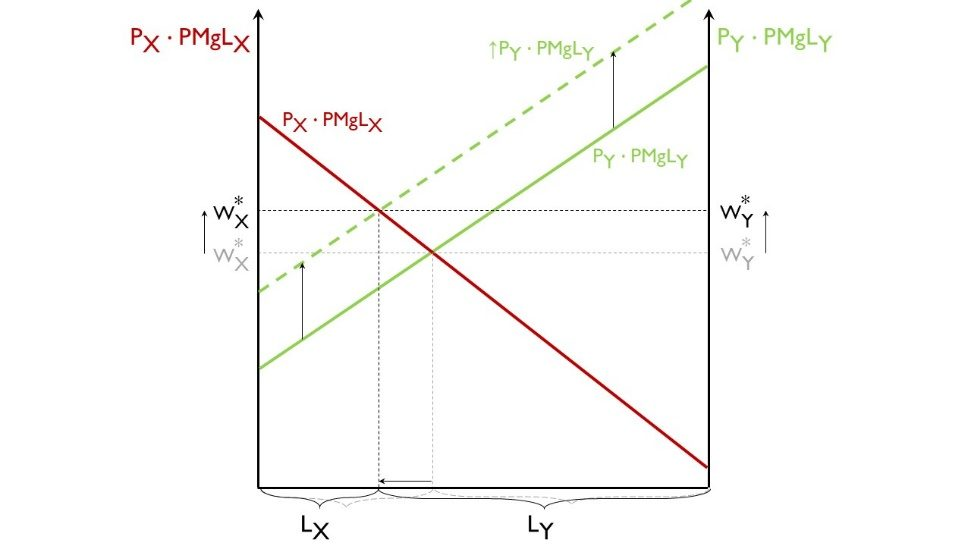 P_X · PMgL_X
↑P_Y · PMgL_Y
P_Y · PMgL_Y
P_X · PMgL_X
P_Y · PMgL_Y
w*_X
w*_Y
w*_X
w*_Y
L_X
L_Y